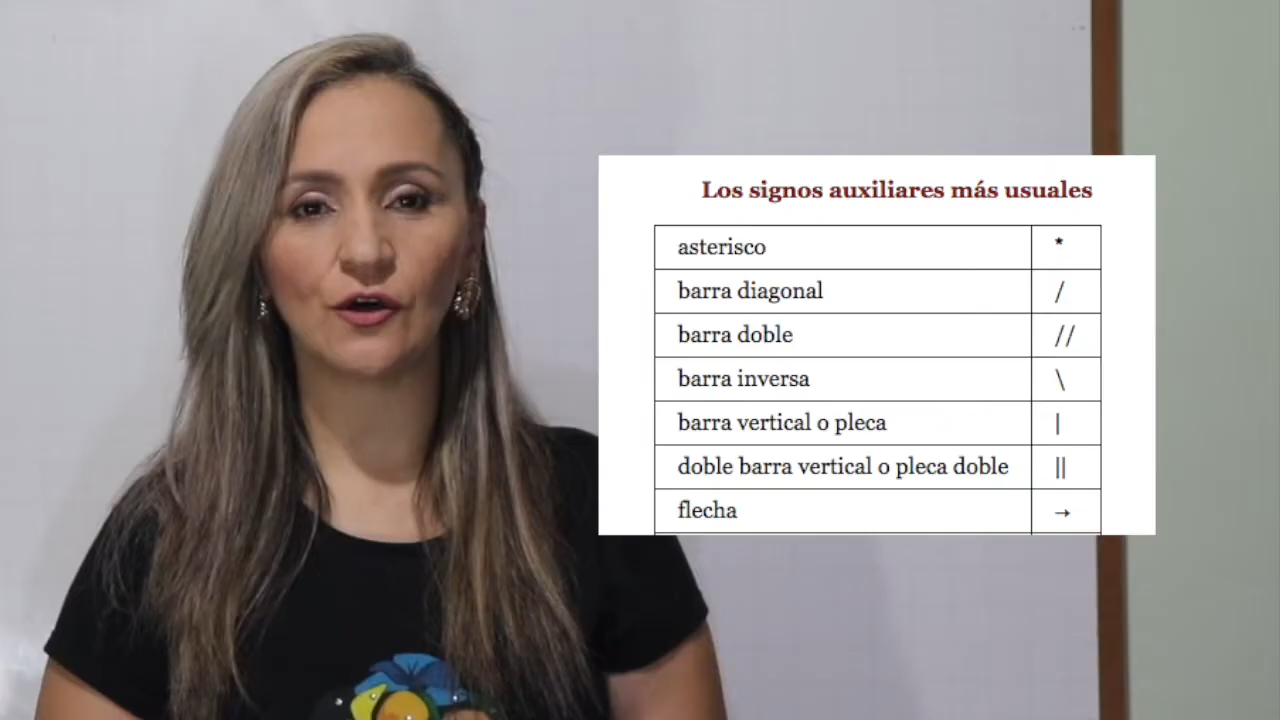 Los signos auxiliares más usuales
asterisco *
barra diagonal /
barra doble //
barra inversa \
barra vertical o pleca |
doble barra vertical o pleca doble ||
flecha →